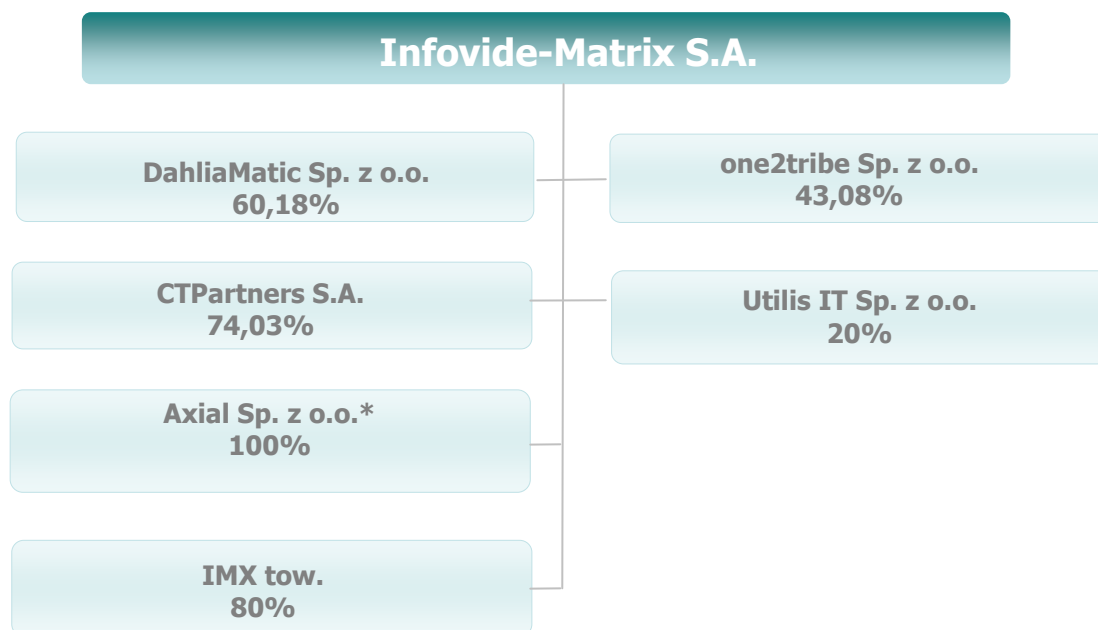 Infovide-Matrix S.A.
DahliaMatic Sp. z o.o.
60,18%
one2tribe Sp. z o.o.
43,08%
CTPartners S.A.
74,03%
Utilis IT Sp. z o.o.
20%
Axial Sp. z o.o.*
100%
IMX tow.
80%